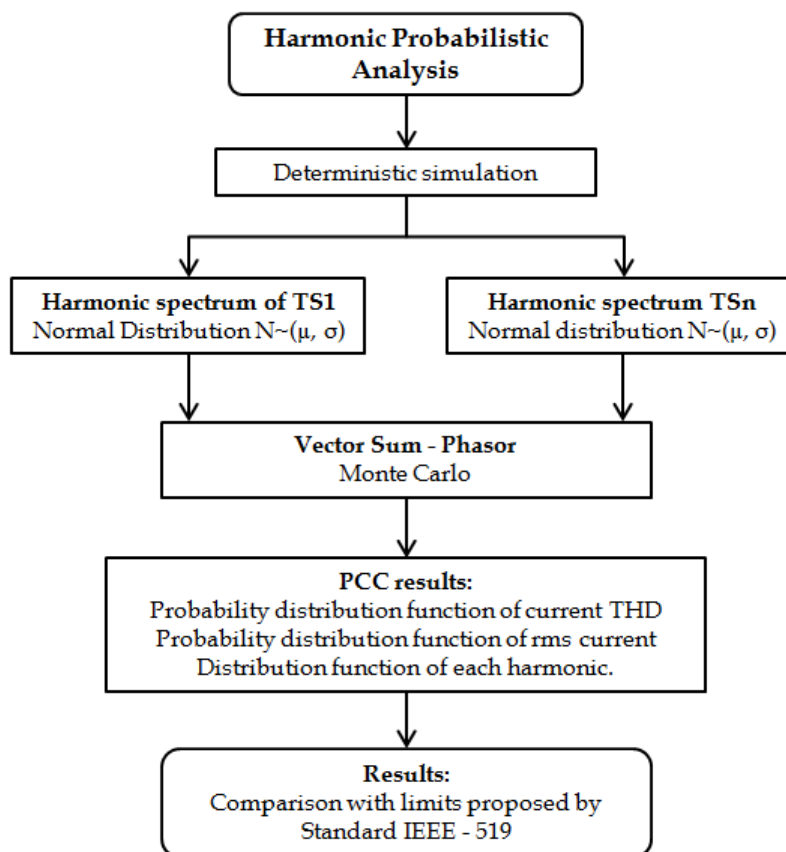 Harmonic Probabilistic
Analysis
Deterministic simulation
Harmonic spectrum of TS1
Normal Distribution N~(μ, σ)
Harmonic spectrum TSn
Normal distribution N~(μ, σ)
Vector Sum - Phasor
Monte Carlo
PCC results:
Probability distribution function of current THD
Probability distribution function of rms current
Distribution function of each harmonic.
Results:
Comparison with limits proposed by
Standard IEEE - 519